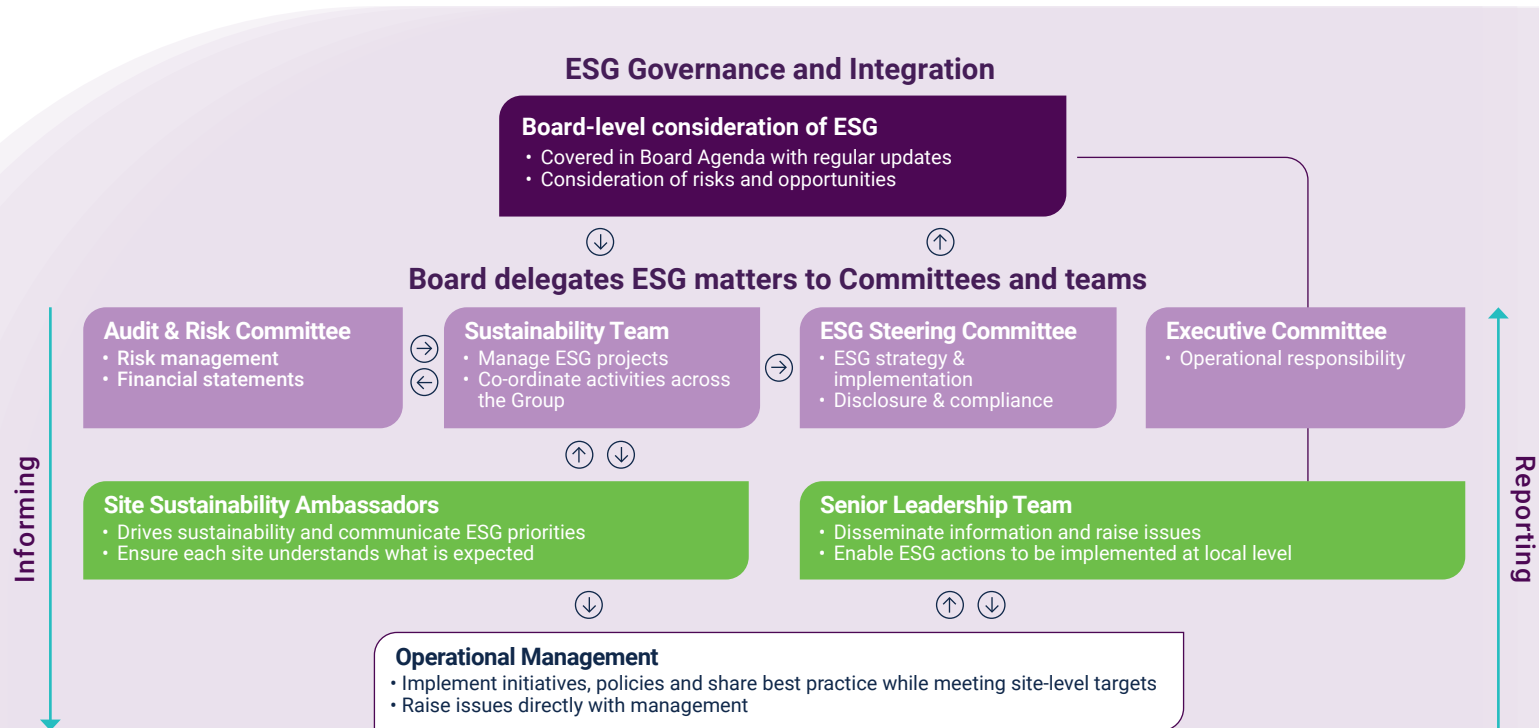 ESG Governance and Integration
Board-level consideration of ESG
• Covered in Board Agenda with regular updates
• Consideration of risks and opportunities
Board delegates ESG matters to Committees and teams
Audit & Risk Committee
• Risk management
• Financial statements
Sustainability Team
• Manage ESG projects
• Co-ordinate activities across
the Group
ESG Steering Committee
• ESG strategy &
implementation
• Disclosure & compliance
Executive Committee
• Operational responsibility
Informing
Reporting
Site Sustainability Ambassadors
• Drives sustainability and communicate ESG priorities
• Ensure each site understands what is expected
Senior Leadership Team
• Disseminate information and raise issues
• Enable ESG actions to be implemented at local level
Operational Management
• Implement initiatives, policies and share best practice while meeting site-level targets
• Raise issues directly with management